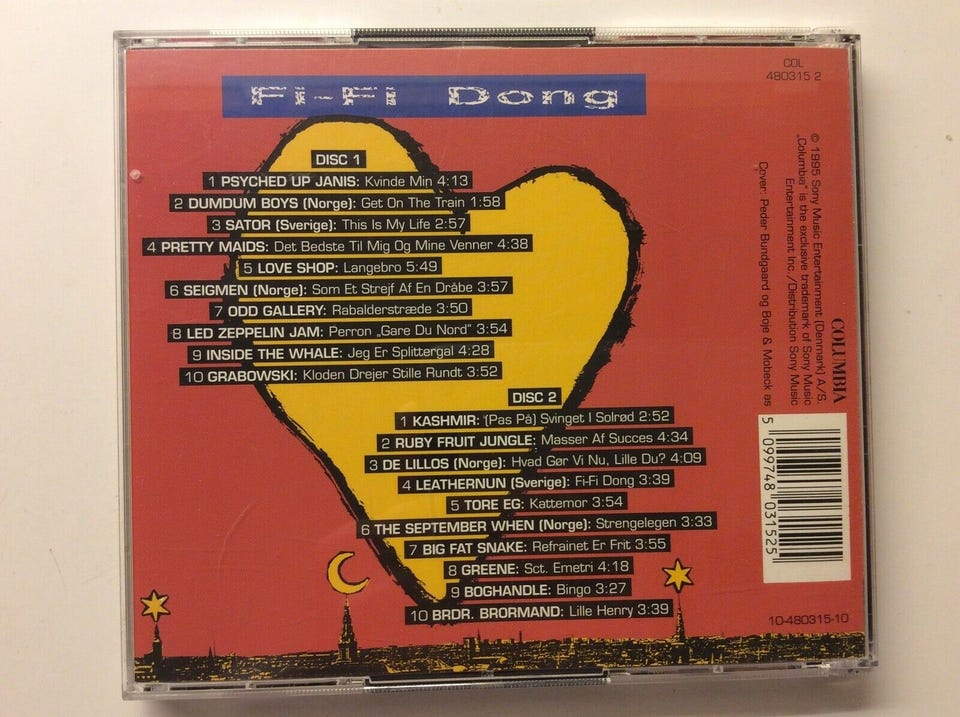 Fi-Fi Dong
COL
480315 2
DISC 1
1 PSYCHED UP JANIS: Kvinde Min 4:13
2 DUMDUM BOYS (Norge): Get On The Train 1:58
3 SATOR (Sverige): This Is My Life 2:57
4 PRETTY MAIDS: Det Bedste Til Mig Og Mine Venner 4:38
5 LOVE SHOP: Langebro 5:49
6 SEIGMEN (Norge): Som Et Strejf Af En Dråbe 3:57
7 ODD GALLERY: Rabalderstræde 3:50
8 LED ZEPPELIN JAM: Perron „Gare Du Nord” 3:54
9 INSIDE THE WHALE: Jeg Er Splittergal 4:28
10 GRABOWSKI: Kloden Drejer Stille Rundt 3:52
DISC 2
1 KASHMIR: (Pas På) Svinget I Solrød 2:52
2 RUBY FRUIT JUNGLE: Masser Af Succes 4:34
3 DE LILLOS (Norge): Hvad Gør Vi Nu, Lille Du? 4:09
4 LEATHERNUN (Sverige): Fi-Fi Dong 3:39
5 TORE EG: Kattemor 3:54
6 THE SEPTEMBER WHEN (Norge): Strengelegen 3:33
7 BIG FAT SNAKE: Refrainet Er Frit 3:55
8 GREENE: Sct. Emetri 4:18
9 BOGHANDLE: Bingo 3:27
10 BRDR. BRORMAND: Lille Henry 3:39
COLUMBIA
© 1995 Sony Music Entertainment (Denmark) A/S.
„Columbia” is the exclusive trademark of Sony Music
Entertainment Inc./Distribution Sony Music
Cover: Peder Bundgaard og Boje & Mobeck as
5 099748 031525
10-480315-10